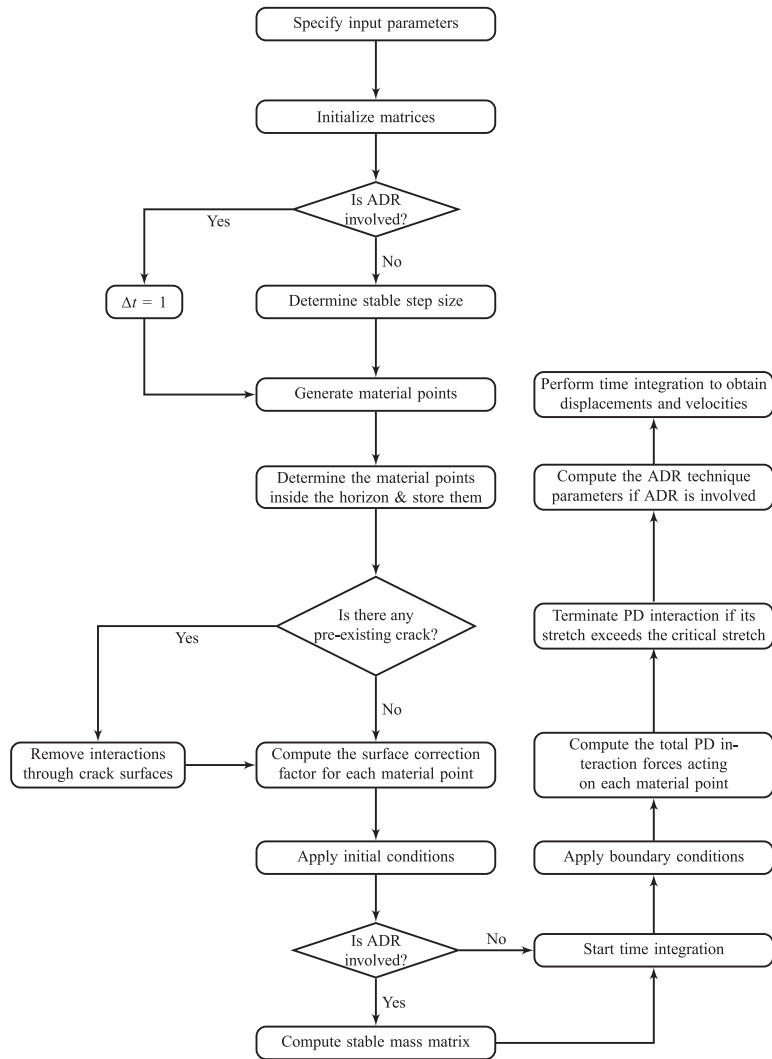 Specify input parameters
Initialize matrices
Is ADR
involved?
Yes
No
Δt = 1
Determine stable step size
Generate material points
Determine the material points
inside the horizon & store them
Is there any
pre-existing crack?
Yes
No
Remove interactions
through crack surfaces
Compute the surface correction
factor for each material point
Apply initial conditions
Is ADR
involved?
No
Yes
Compute stable mass matrix
Start time integration
Apply boundary conditions
Compute the total PD in-
teraction forces acting
on each material point
Terminate PD interaction if its
stretch exceeds the critical stretch
Compute the ADR technique
parameters if ADR is involved
Perform time integration to obtain
displacements and velocities